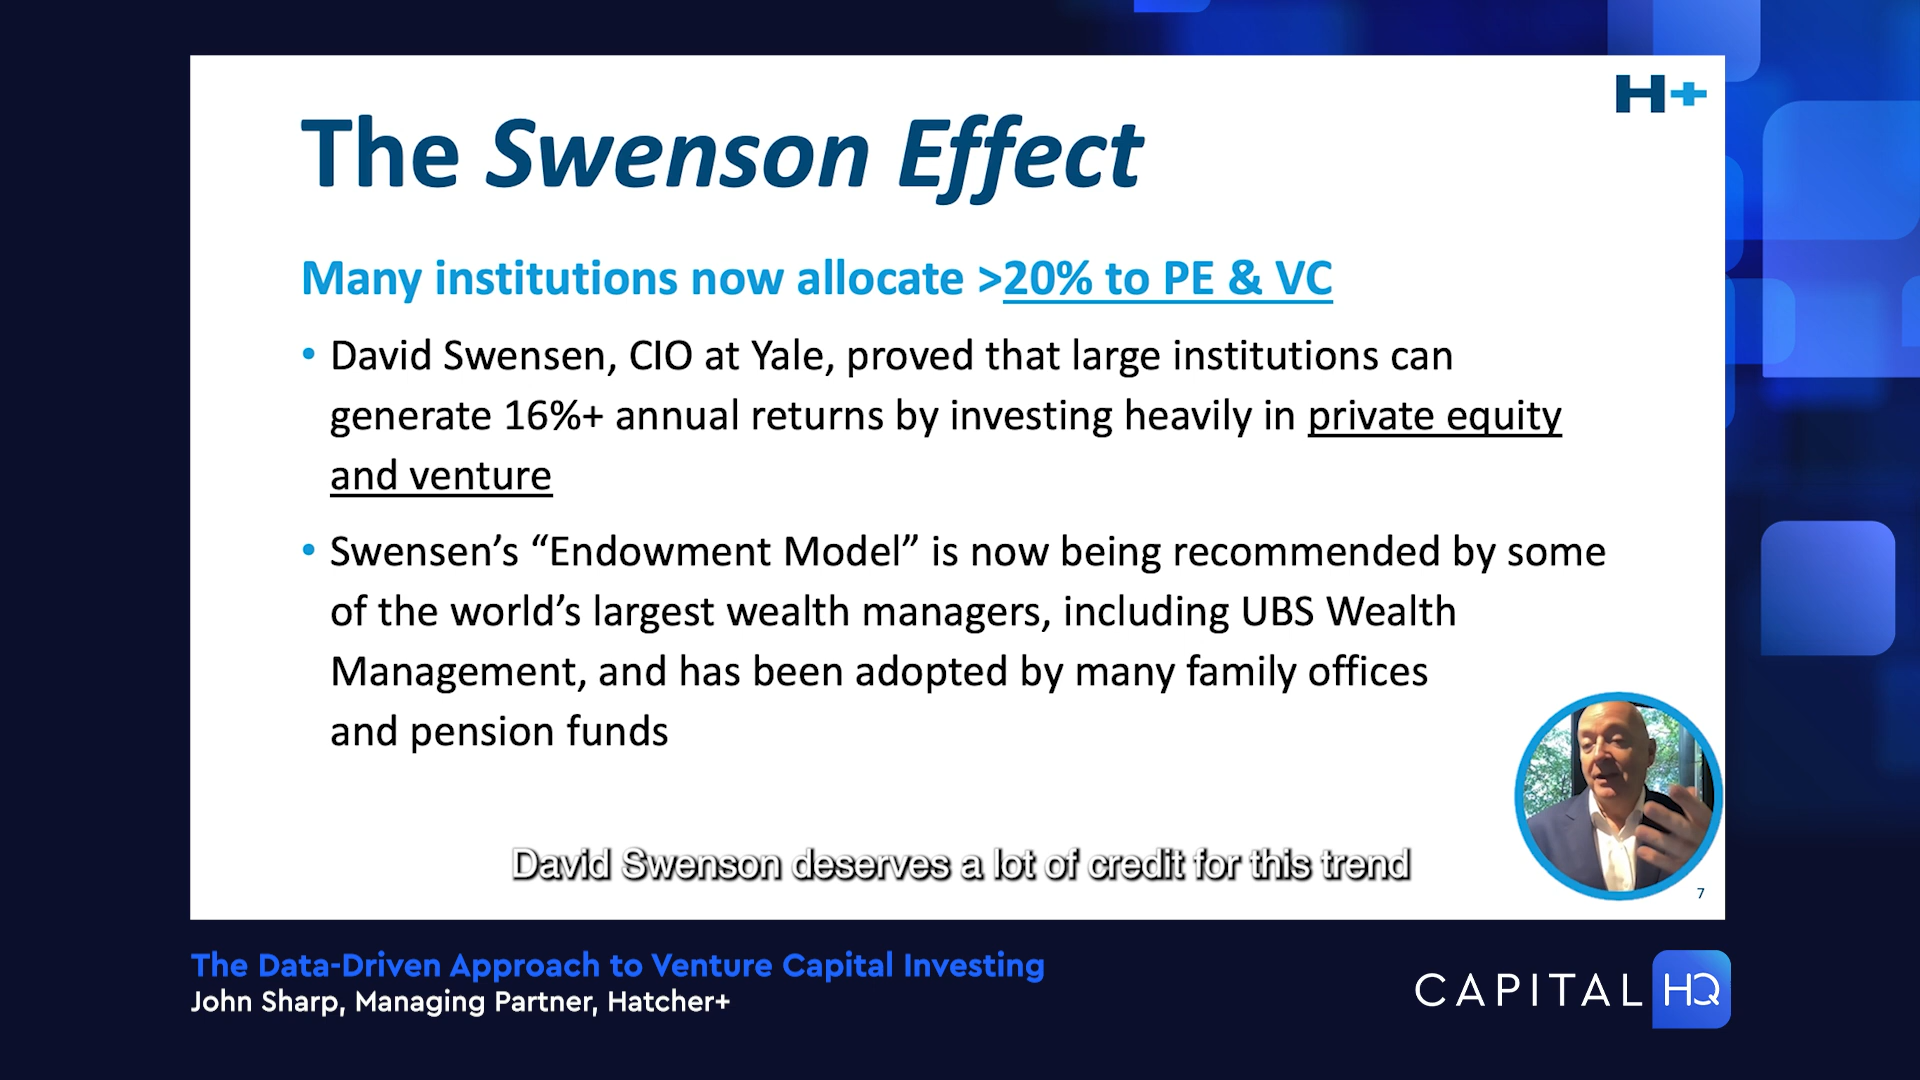 H+
The Swenson Effect
Many institutions now allocate >20% to PE & VC
• David Swensen, CIO at Yale, proved that large institutions can
generate 16%+ annual returns by investing heavily in private equity
and venture
• Swensen’s “Endowment Model” is now being recommended by some
of the world’s largest wealth managers, including UBS Wealth
Management, and has been adopted by many family offices
and pension funds
David Swenson deserves a lot of credit for this trend
7
The Data-Driven Approach to Venture Capital Investing
John Sharp, Managing Partner, Hatcher+
CAPITAL HQ